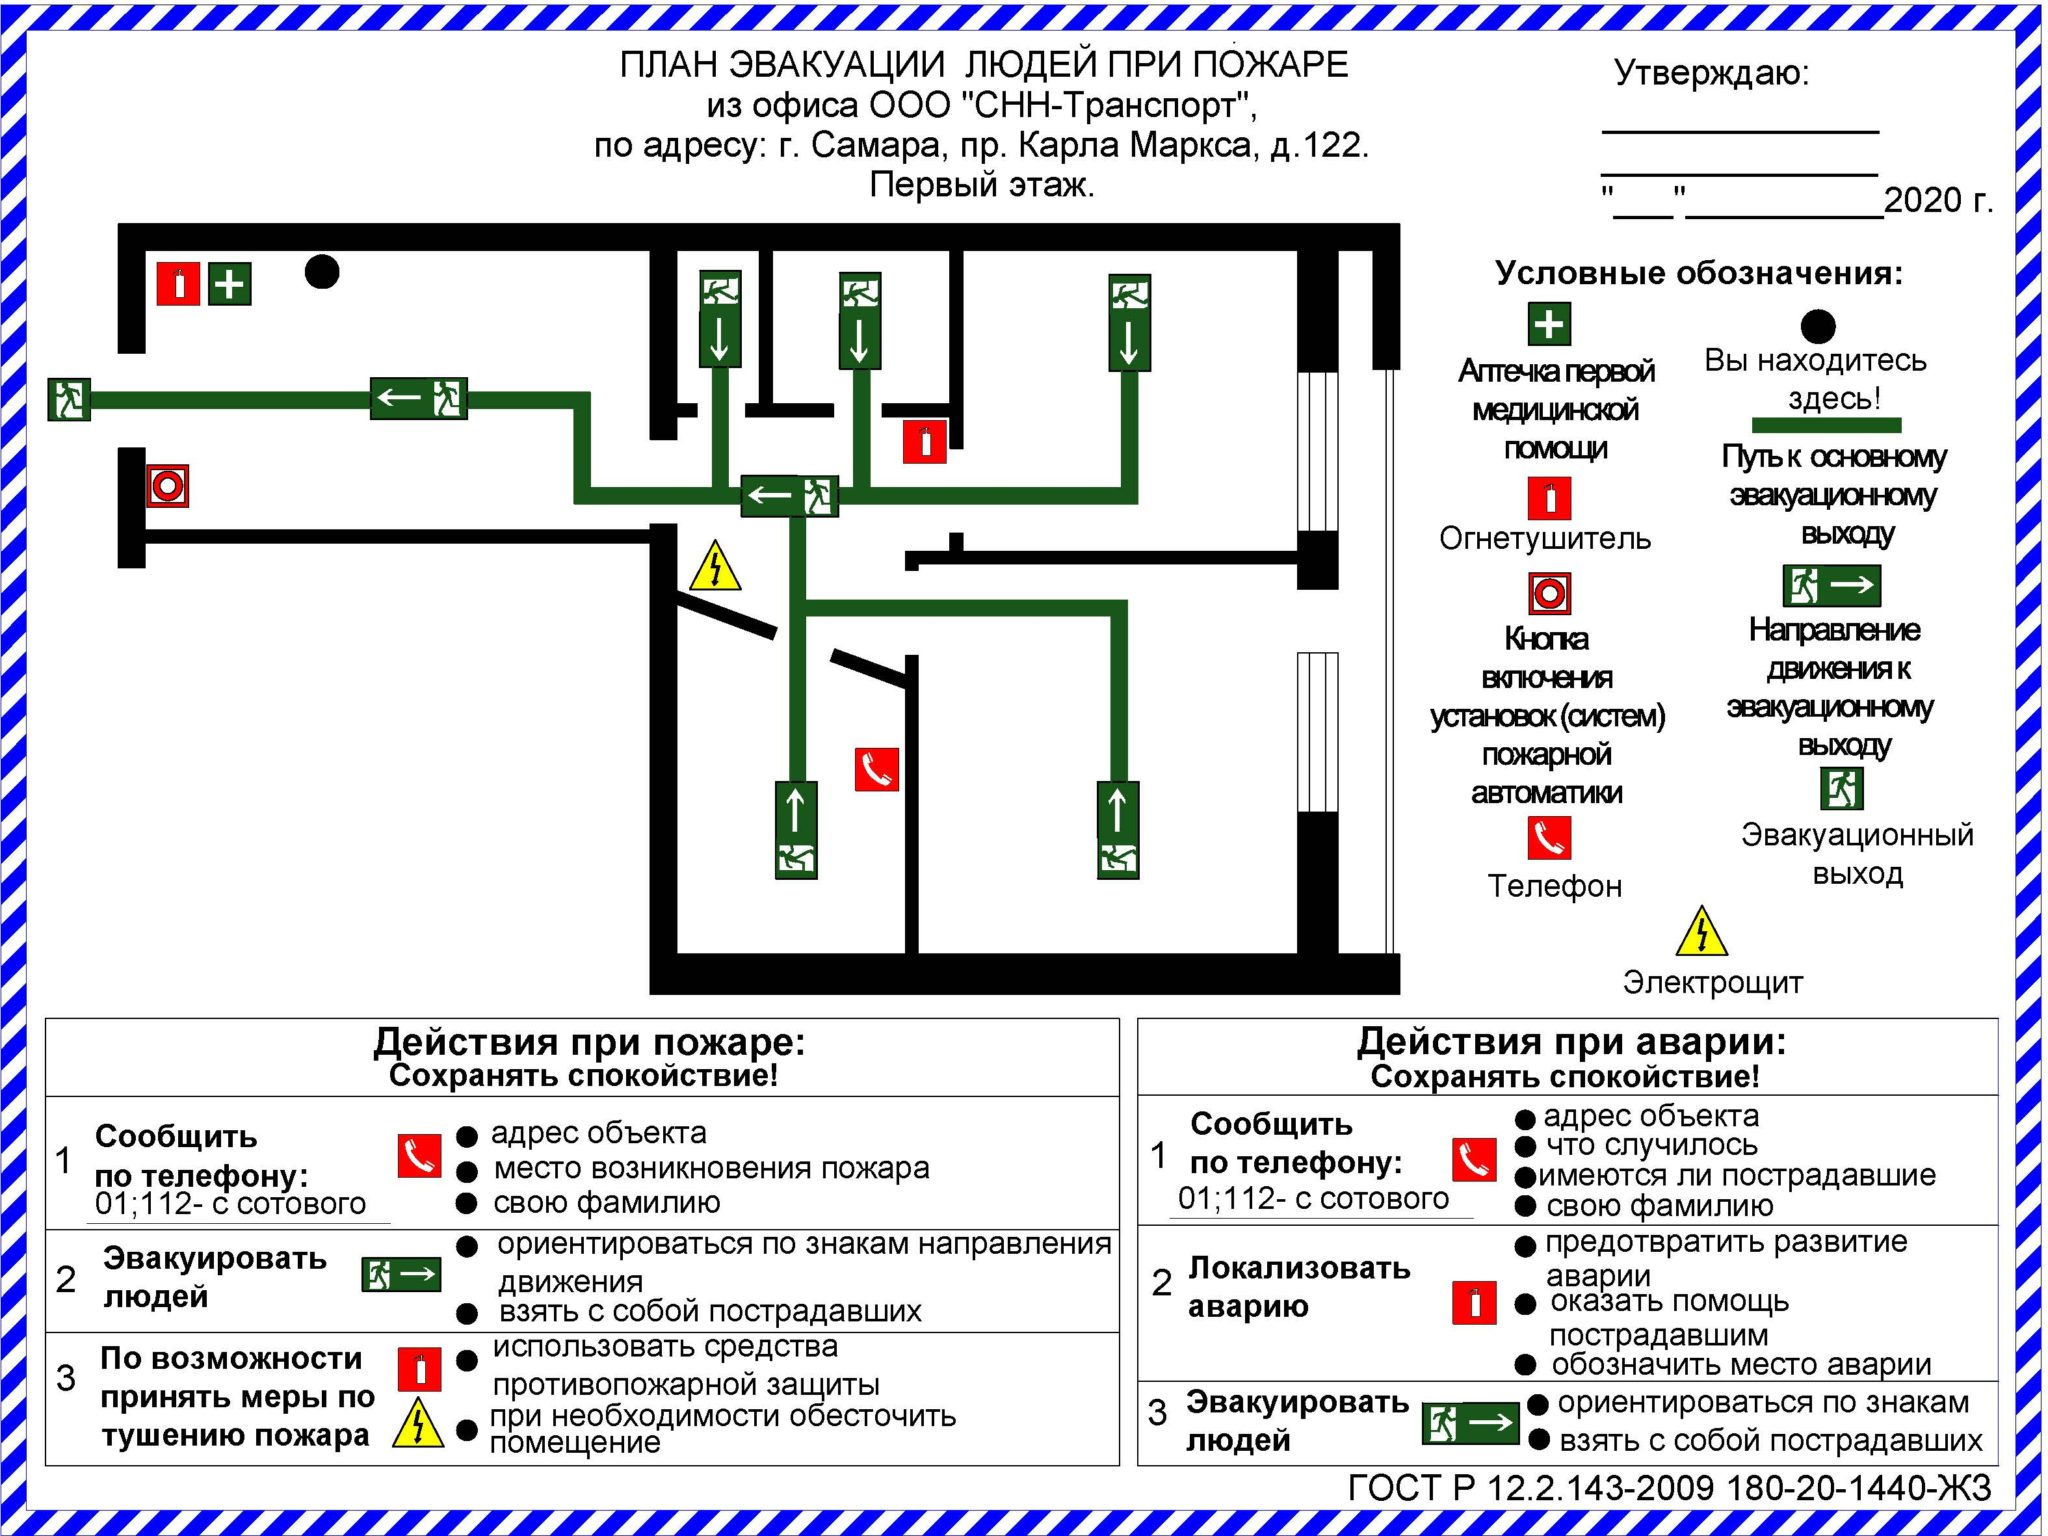 ПЛАН ЭВАКУАЦИИ ЛЮДЕЙ ПРИ ПОЖАРЕ
из офиса ООО "СНН-Транспорт",
по адресу: г. Самара, пр. Карла Маркса, д.122.
Первый этаж.
Утверждаю:
"___"__________2020 г.
Условные обозначения:
Аптечка первой
медицинской
помощи
Огнетушитель
Кнопка
включения
установок (систем)
пожарной
автоматики
Телефон
Вы находитесь
здесь!
Путь к основному
эвакуационному
выходу
Направление
движения к
эвакуационному
выходу
Эвакуационный
выход
Электрощит
Действия при пожаре:
Сохранять спокойствие!
1
Сообщить
по телефону:
01;112- с сотового
адрес объекта
место возникновения пожара
свою фамилию
2
Эвакуировать
людей
ориентироваться по знакам направления
движения
взять с собой пострадавших
3
По возможности
принять меры по
тушению пожара
использовать средства
противопожарной защиты
при необходимости обесточить
помещение
Действия при аварии:
Сохранять спокойствие!
1
Сообщить
по телефону:
01;112- с сотового
адрес объекта
что случилось
имеются ли пострадавшие
свою фамилию
2
Локализовать
аварию
предотвратить развитие
аварии
оказать помощь
пострадавшим
обозначить место аварии
3
Эвакуировать
людей
ориентироваться по знакам
взять с собой пострадавших
ГОСТ Р 12.2.143-2009 180-20-1440-ЖЗ